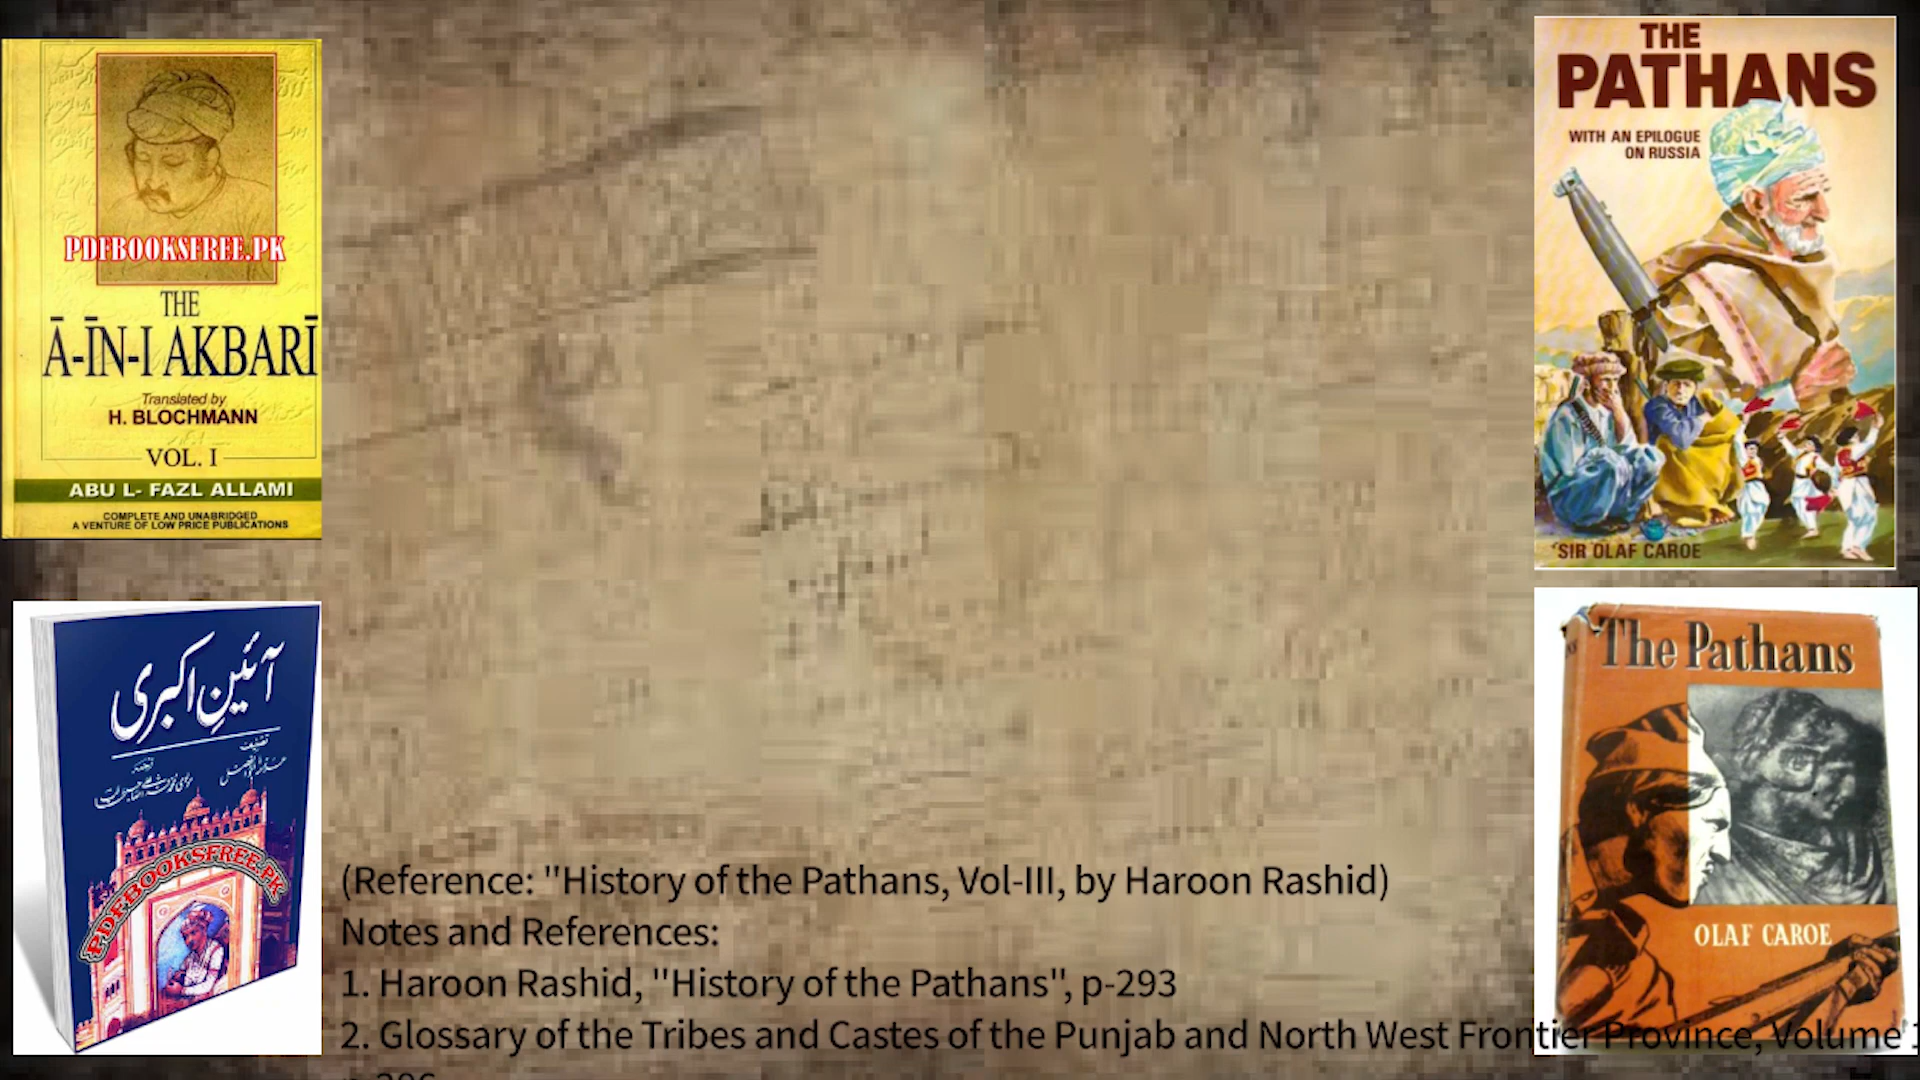 PDFBOOKSFREE.PK
THE
Ā-ĪN-I AKBARĪ
Translated by
H. BLOCHMANN
VOL. I
ABU L- FAZL ALLAMI
COMPLETE AND UNABRIDGED
A VENTURE OF LOW PRICE PUBLICATIONS
آئینِ اکبری
تصنیف
ترجمہ
PDFBOOKSFREE.PK
THE
PATHANS
WITH AN EPILOGUE
ON RUSSIA
SIR OLAF CAROE
The Pathans
OLAF CAROE
(Reference: "History of the Pathans, Vol-III, by Haroon Rashid)
Notes and References:
1. Haroon Rashid, "History of the Pathans", p-293
2. Glossary of the Tribes and Castes of the Punjab and North West Frontier Province, Volume